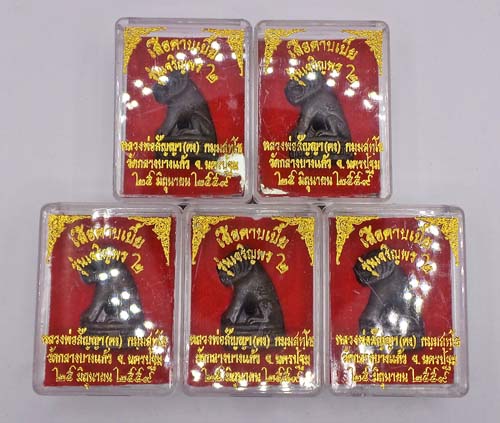 เสือคาบเบี้ย
รุ่นเจริญพร ๒
หลวงพ่อสัญญา(คง) กมฺมสุทฺโธ
วัดกลางบางแก้ว จ.นครปฐม
๒๕ มิถุนายน ๒๕๕๙
เสือคาบเบี้ย
รุ่นเจริญพร ๒
หลวงพ่อสัญญา(คง) กมฺมสุทฺโธ
วัดกลางบางแก้ว จ.นครปฐม
๒๕ มิถุนายน ๒๕๕๙
เสือคาบเบี้ย
รุ่นเจริญพร ๒
หลวงพ่อสัญญา(คง) กมฺมสุทฺโธ
วัดกลางบางแก้ว จ.นครปฐม
๒๕ มิถุนายน ๒๕๕๙
เสือคาบเบี้ย
รุ่นเจริญพร ๒
หลวงพ่อสัญญา(คง) กมฺมสุทฺโธ
วัดกลางบางแก้ว จ.นครปฐม
๒๕ มิถุนายน ๒๕๕๙
เสือคาบเบี้ย
รุ่นเจริญพร ๒
หลวงพ่อสัญญา(คง) กมฺมสุทฺโธ
วัดกลางบางแก้ว จ.นครปฐม
๒๕ มิถุนายน ๒๕๕๙